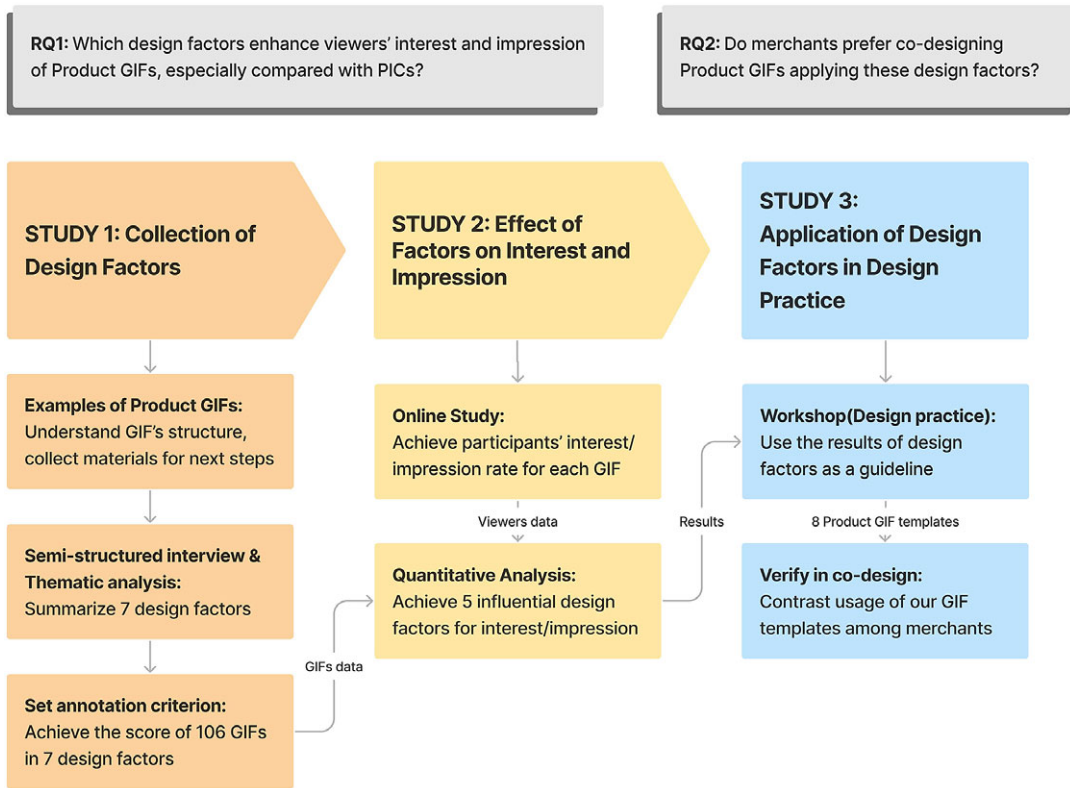 RQ1: Which design factors enhance viewers' interest and impression
of Product GIFs, especially compared with PICs?
RQ2: Do merchants prefer co-designing
Product GIFs applying these design factors?
STUDY 1: Collection of
Design Factors
Examples of Product GIFs:
Understand GIF's structure,
collect materials for next steps
Semi-structured interview &
Thematic analysis:
Summarize 7 design factors
Set annotation criterion:
Achieve the score of 106 GIFs
in 7 design factors
GIFs data
STUDY 2: Effect of
Factors on Interest and
Impression
Online Study:
Achieve participants' interest/
impression rate for each GIF
Viewers data
Quantitative Analysis:
Achieve 5 influential design
factors for interest/impression
Results
STUDY 3:
Application of Design
Factors in Design
Practice
Workshop(Design practice):
Use the results of design
factors as a guideline
8 Product GIF templates
Verify in co-design:
Contrast usage of our GIF
templates among merchants